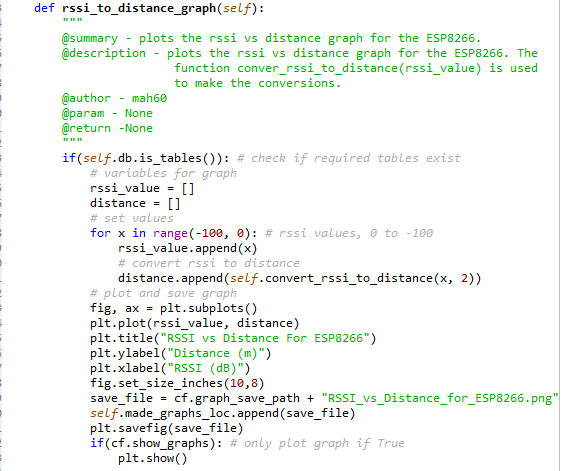 def rssi_to_distance_graph(self):
"""
@summary - plots the rssi vs distance graph for the ESP8266.
@description - plots the rssi vs distance graph for the ESP8266. The
function conver_rssi_to_distance(rssi_value) is used
to make the conversions.
@author - mah60
@param - None
@return -None
"""
if(self.db.is_tables()): # check if required tables exist
# variables for graph
rssi_value = []
distance = []
# set values
for x in range(-100, 0): # rssi values, 0 to -100
rssi_value.append(x)
# convert rssi to distance
distance.append(self.convert_rssi_to_distance(x, 2))
# plot and save graph
fig, ax = plt.subplots()
plt.plot(rssi_value, distance)
plt.title("RSSI vs Distance For ESP8266")
plt.ylabel("Distance (m)")
plt.xlabel("RSSI (dB)")
fig.set_size_inches(10,8)
save_file = cf.graph_save_path + "RSSI_vs_Distance_for_ESP8266.png"
self.made_graphs_loc.append(save_file)
plt.savefig(save_file)
if(cf.show_graphs): # only plot graph if True
plt.show()